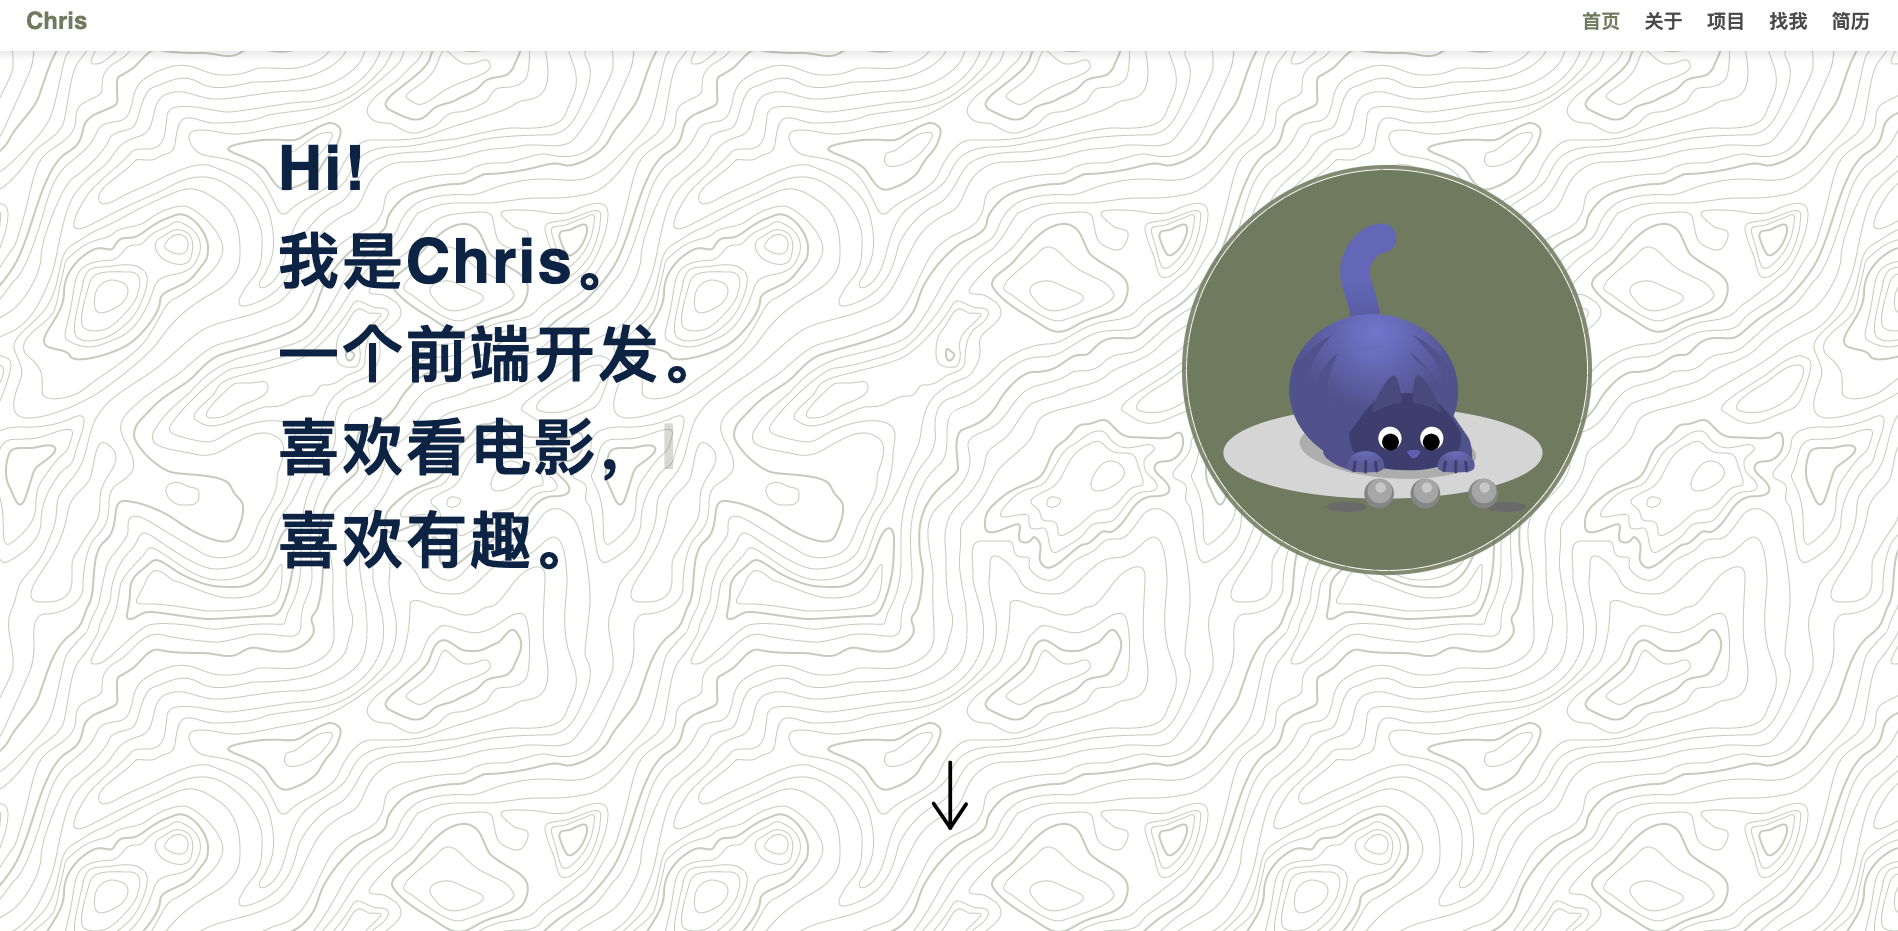 Chris
首页 关于 项目 找我 简历
Hi!
我是Chris。
一个前端开发。
喜欢看电影，
喜欢有趣。